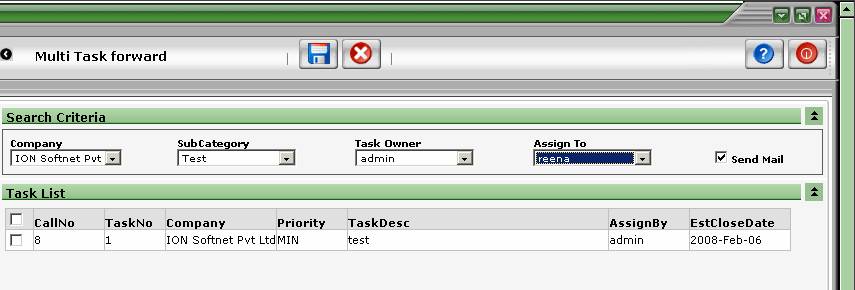 Multi Task forward
Search Criteria
Company SubCategory Task Owner Assign To
ION Softnet Pvt Test admin reena Send Mail
Task List
CallNo TaskNo Company Priority TaskDesc AssignBy EstCloseDate
8 1 ION Softnet Pvt Ltd MIN test admin 2008-Feb-06